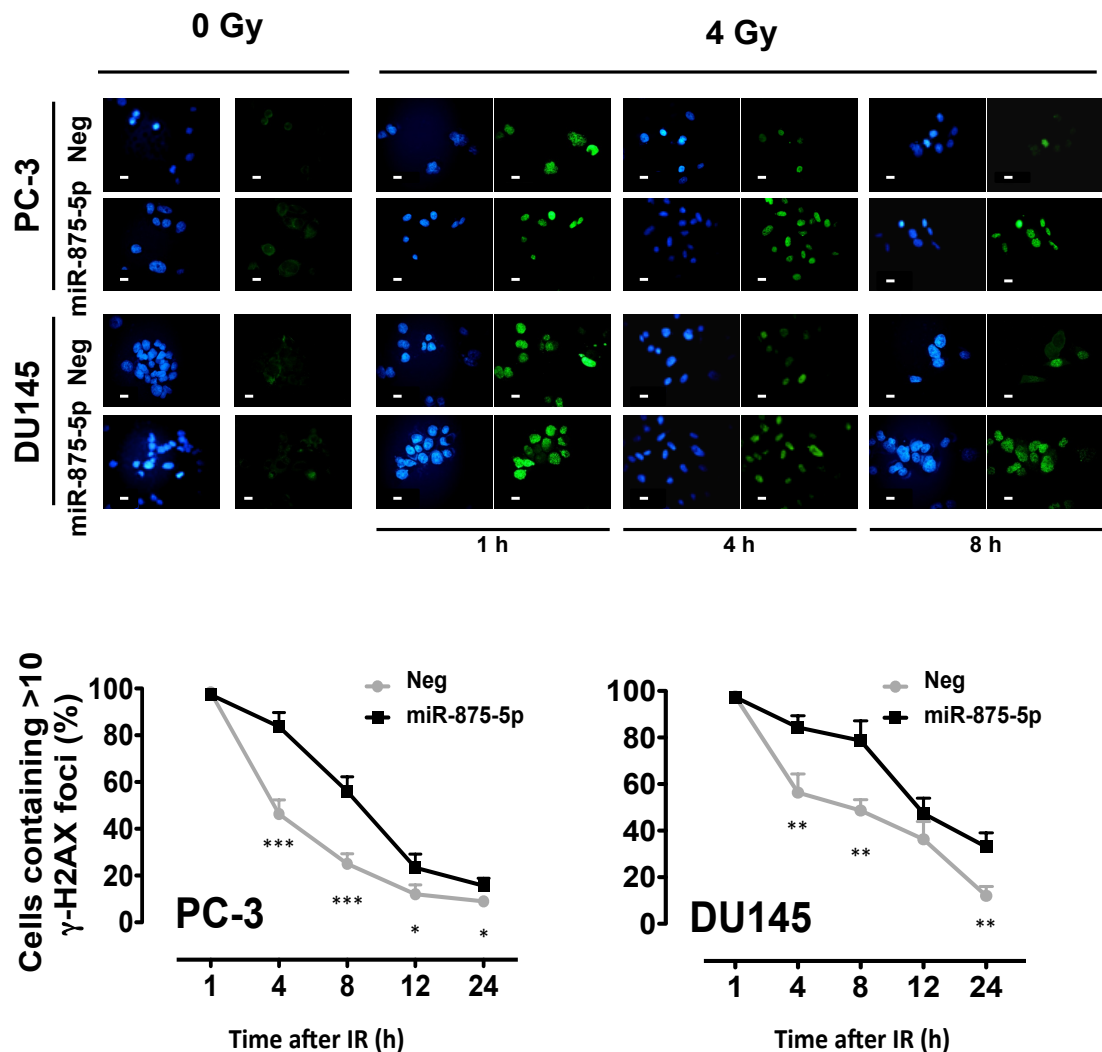 0 Gy
4 Gy
PC-3
Neg
miR-875-5p
DU145
Neg
miR-875-5p
1 h
4 h
8 h
Cells containing >10
γ-H2AX foci (%)
100
80
60
40
20
0
Neg
miR-875-5p
***
***
*
*
PC-3
1 4 8 12 24
Time after IR (h)
100
80
60
40
20
0
Neg
miR-875-5p
**
**
**
DU145
1 4 8 12 24
Time after IR (h)